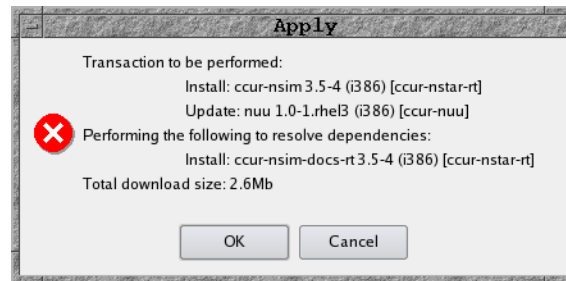 Apply
Transaction to be performed:
Install: ccur-nsim 3.5-4 (i386) [ccur-nstar-rt]
Update: nuu 1.0-1.rhel3 (i386) [ccur-nuu]
Performing the following to resolve dependencies:
Install: ccur-nsim-docs-rt 3.5-4 (i386) [ccur-nstar-rt]
Total download size: 2.6Mb
OK
Cancel